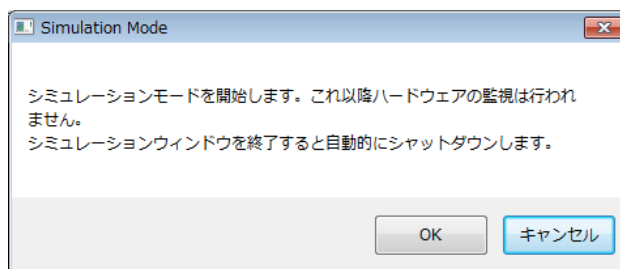 Simulation Mode
シミュレーションモードを開始します。これ以降ハードウェアの監視は行われ
ません。
シミュレーションウィンドウを終了すると自動的にシャットダウンします。
OK
キャンセル